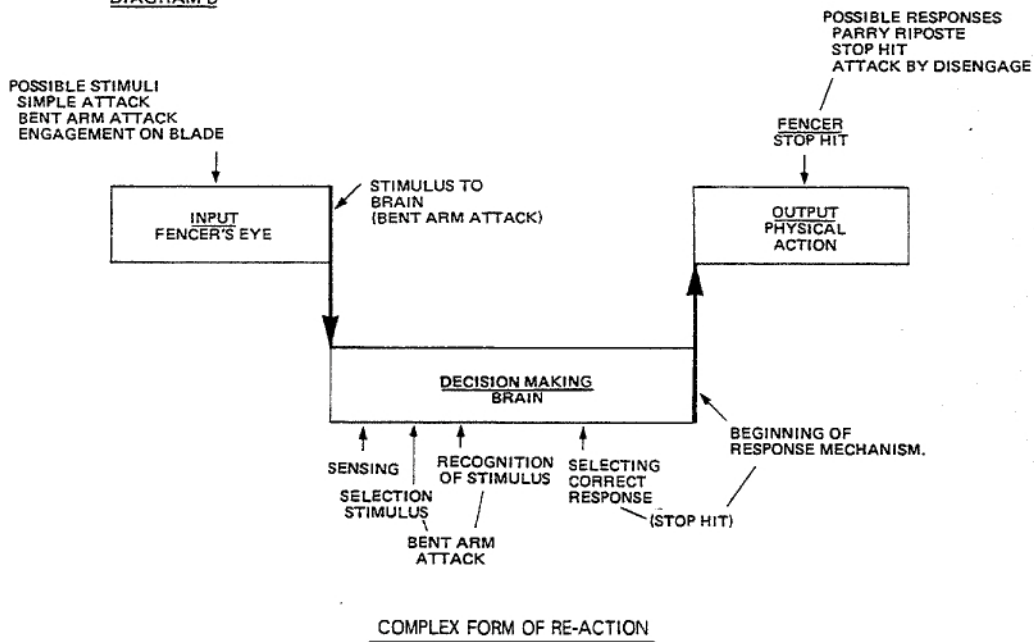 DIAGRAM
POSSIBLE RESPONSES
PARRY RIPOSTE
STOP HIT
ATTACK BY DISENGAGE
POSSIBLE STIMULI
SIMPLE ATTACK
BENT ARM ATTACK
ENGAGEMENT ON BLADE
FENCER
STOP HIT
STIMULUS TO
BRAIN
(BENT ARM ATTACK)
INPUT
FENCER'S EYE
OUTPUT
PHYSICAL
ACTION
DECISION MAKING
BRAIN
BEGINNING OF
RESPONSE MECHANISM.
SENSING
SELECTION
STIMULUS
RECOGNITION
OF STIMULUS
SELECTING
CORRECT
RESPONSE
(STOP HIT)
BENT ARM
ATTACK
COMPLEX FORM OF RE-ACTION